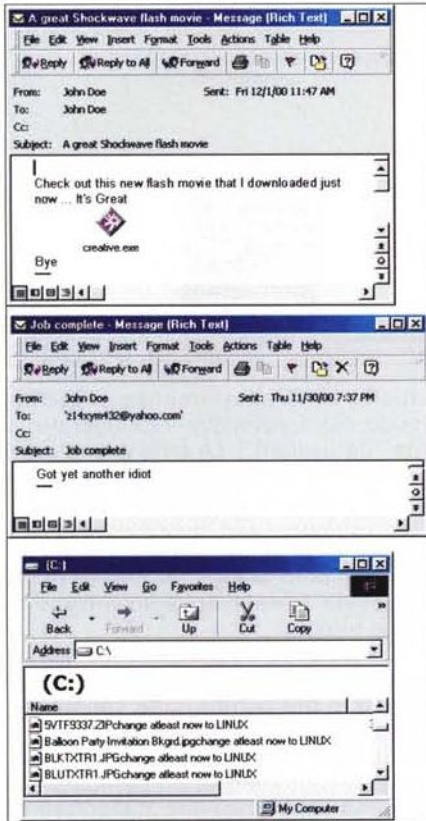 A great Shockwave flash movie - Message (Rich Text)
File Edit View Insert Format Tools Actions Table Help
Reply Reply to All Forward
From: John Doe Sent: Fri 12/1/00 11:47 AM
To: John Doe
Cc:
Subject: A great Shockwave flash movie
Check out this new flash movie that I downloaded just
now ... It's Great
creative.exe
Bye
Job complete - Message (Rich Text)
File Edit View Insert Format Tools Actions Table Help
Reply Reply to All Forward
From: John Doe Sent: Thu 11/30/00 7:37 PM
To: 'z14xym432@yahoo.com'
Cc:
Subject: Job complete
Got yet another idiot
(C:)
File Edit View Go Favorites Help
Back Forward Up Cut Copy
Address C:\
(C:)
Name
5VTF9337.ZIPchange atleast now to LINUX
Balloon Party Invitation Bkgrd.jpgchange atleast now to LINUX
BLKTXTR1.JPGchange atleast now to LINUX
BLUTXTR1.JPGchange atleast now to LINUX
My Computer